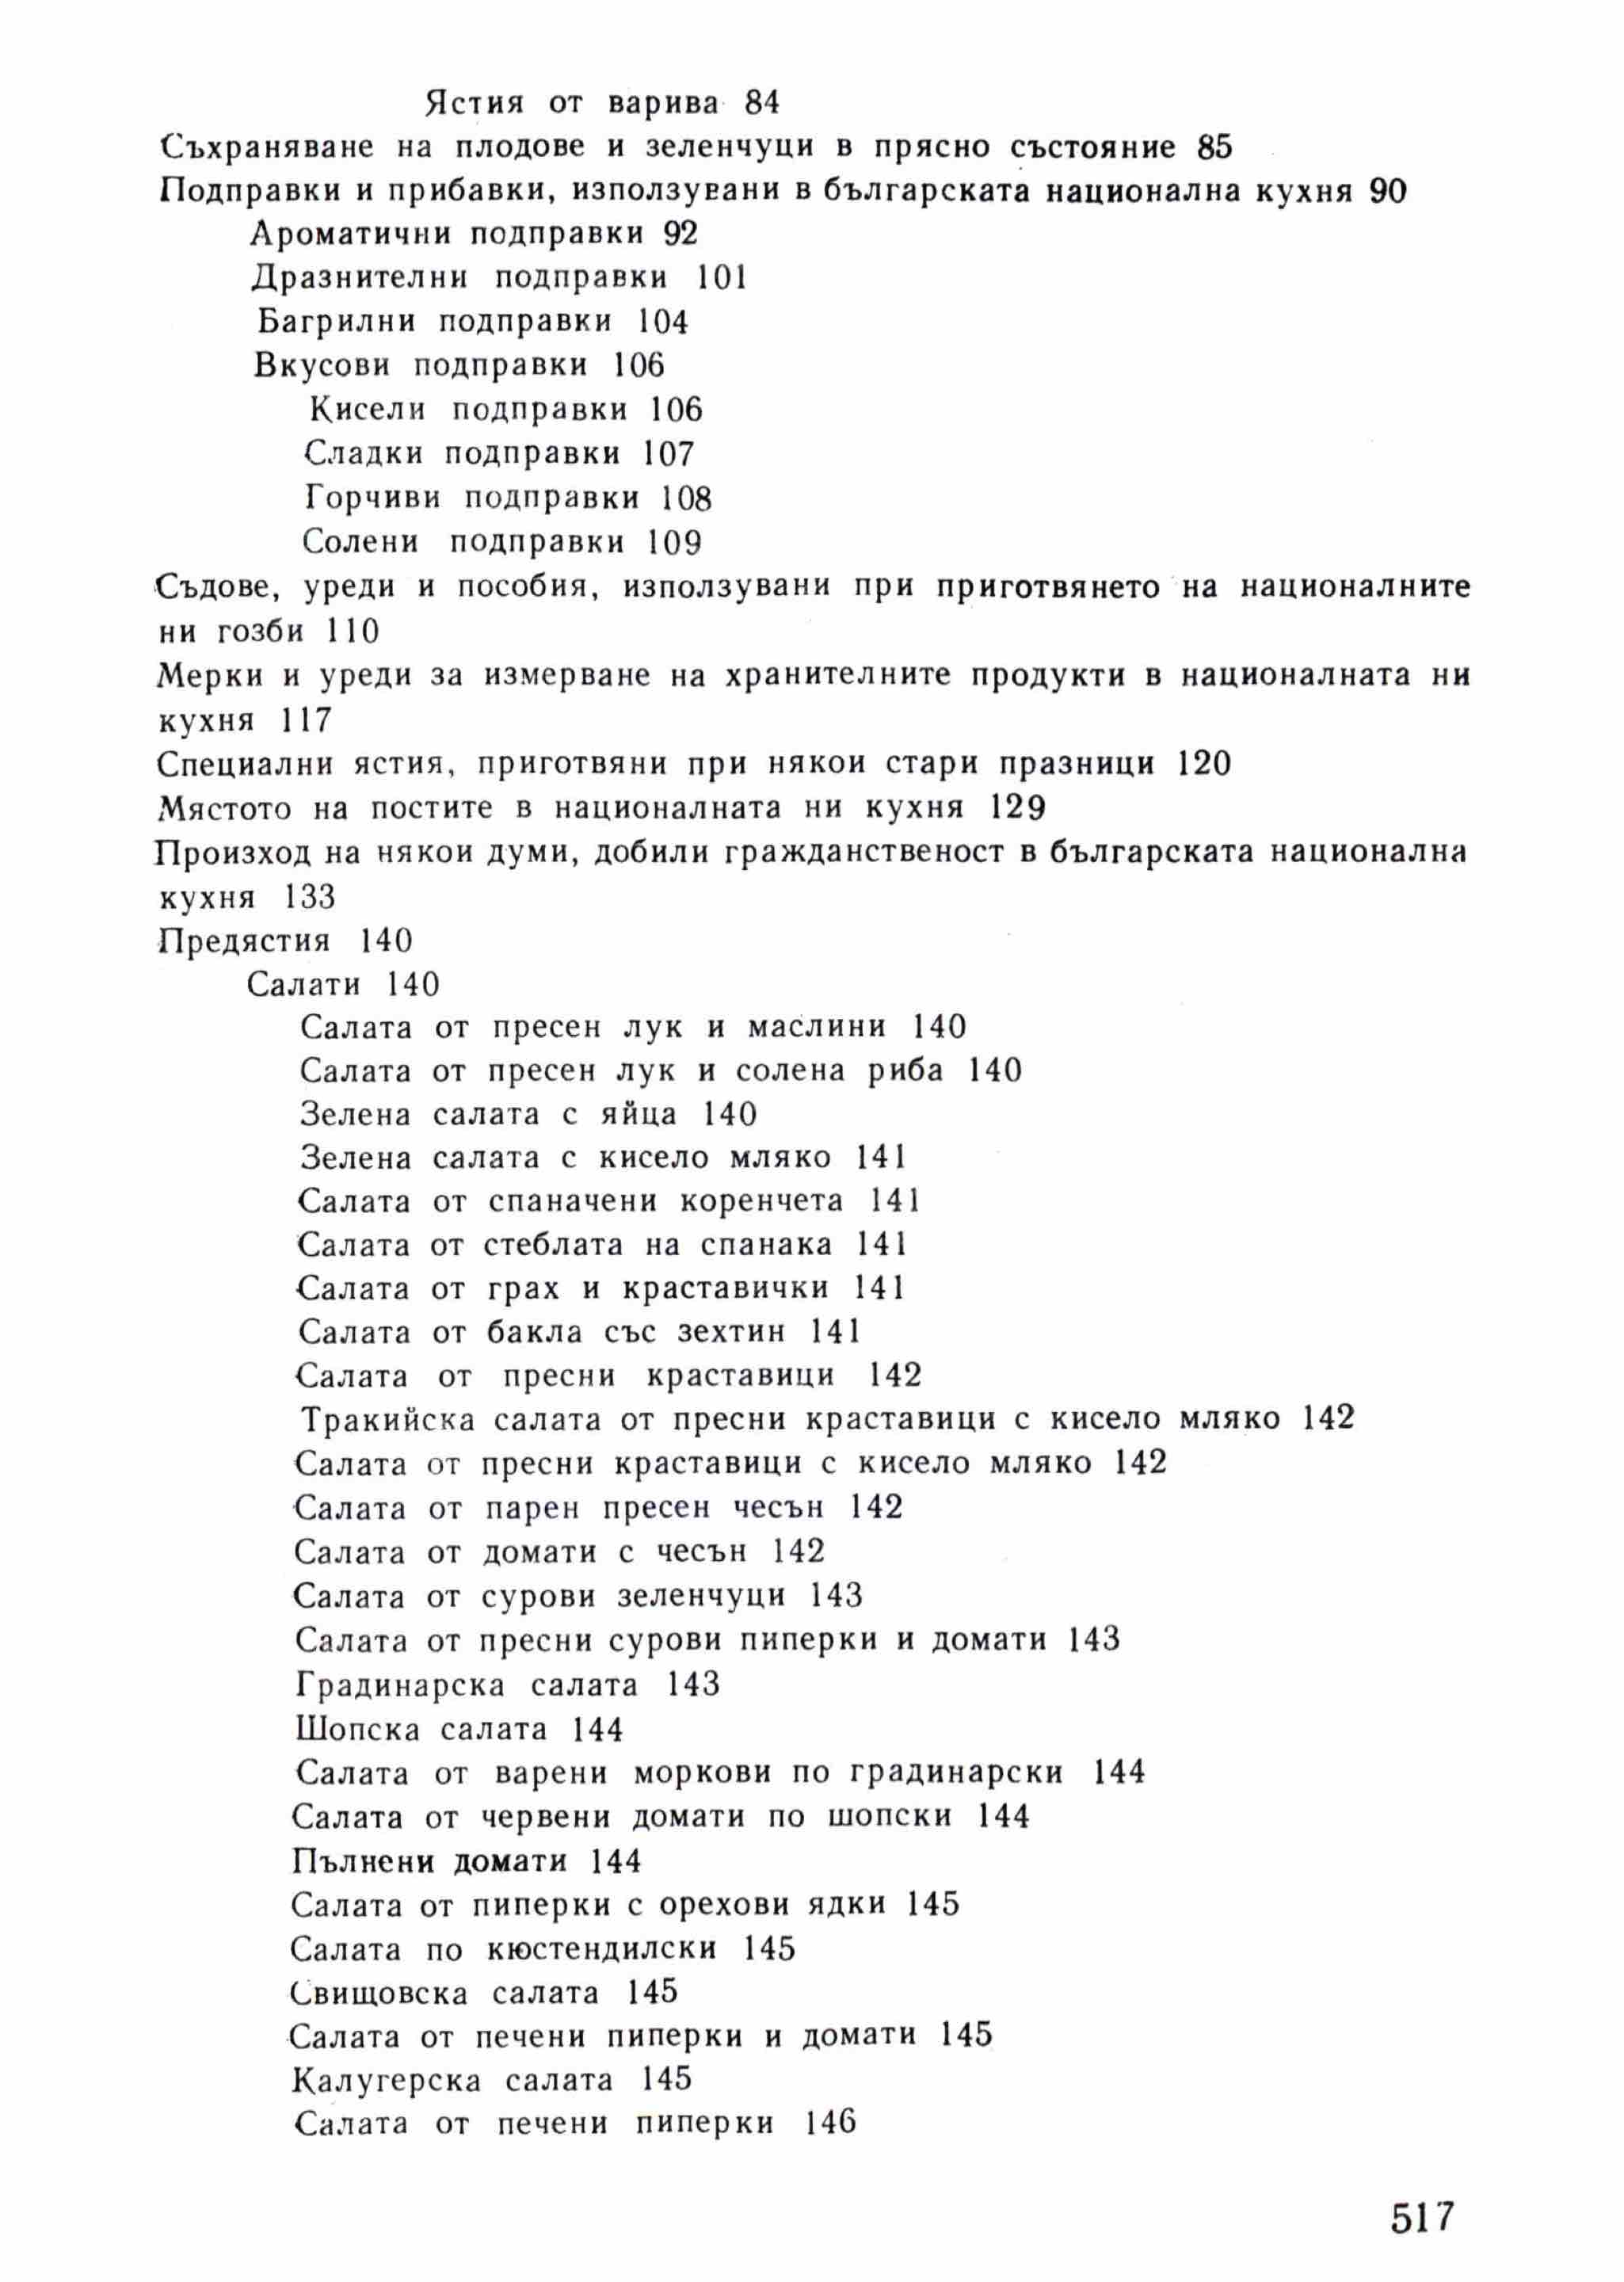 Ястия от варива 84
Съхраняване на плодове и зеленчуци в прясно състояние 85
Подправки и прибавки, използувани в българската национална кухня 90
Ароматични подправки 92
Дразнителни подправки 101
Багрилни подправки 104
Вкусови подправки 106
Кисели подправки 106
Сладки подправки 107
Горчиви подправки 108
Солени подправки 109
Съдове, уреди и пособия, използувани при приготвянето на националните
ни гозби 110
Мерки и уреди за измерване на хранителните продукти в националната ни
кухня 117
Специални ястия, приготвяни при някои стари празници 120
Мястото на постите в националната ни кухня 129
Произход на някои думи, добили гражданственост в българската национална
кухня 133
Предястия 140
Салати 140
Салата от пресен лук и маслини 140
Салата от пресен лук и солена риба 140
Зелена салата с яйца 140
Зелена салата с кисело мляко 141
Салата от спаначени коренчета 141
Салата от стеблата на спанака 141
Салата от грах и краставички 141
Салата от бакла със зехтин 141
Салата от пресни краставици 142
Тракийска салата от пресни краставици с кисело мляко 142
Салата от пресни краставици с кисело мляко 142
Салата от парен пресен чесън 142
Салата от домати с чесън 142
Салата от сурови зеленчуци 143
Салата от пресни сурови пиперки и домати 143
Градинарска салата 143
Шопска салата 144
Салата от варени моркови по градинарски 144
Салата от червени домати по шопски 144
Пълнени домати 144
Салата от пиперки с орехови ядки 145
Салата по кюстендилски 145
Свищовска салата 145
Салата от печени пиперки и домати 145
Калугерска салата 145
Салата от печени пиперки 146
517